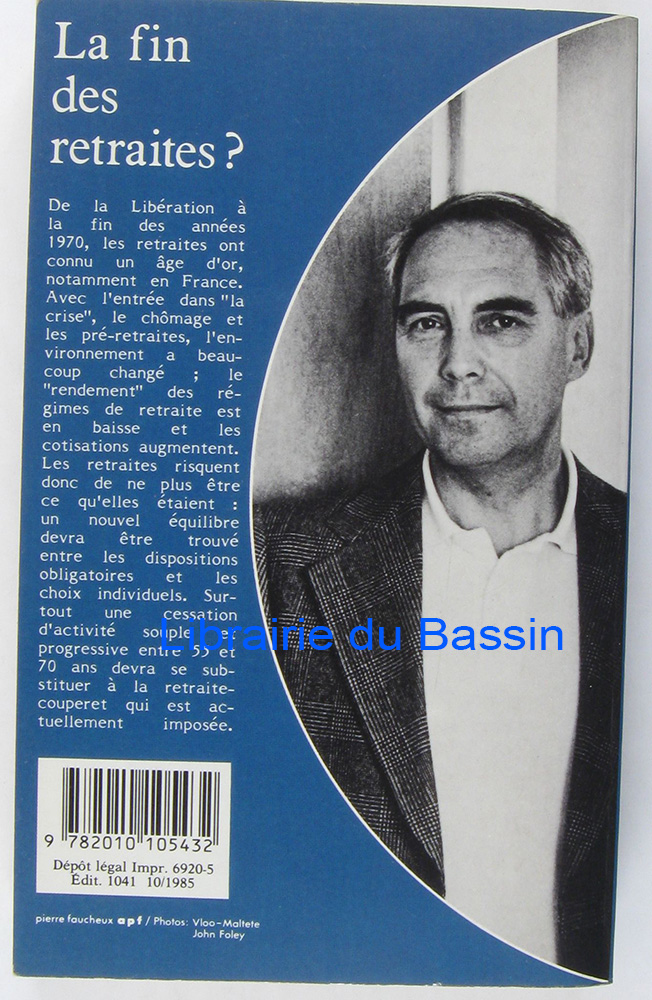 La fin
des
retraites ?
De la Libération à
la fin des années
1970, les retraites ont
connu un âge d'or,
notamment en France.
Avec l'entrée dans "la
crise", le chômage et
les pré-retraites, l'en-
vironnement a beau-
coup changé ; le
"rendement" des ré-
gimes de retraite est
en baisse et les
cotisations augmentent.
Les retraites risquent
donc de ne plus être
ce qu'elles étaient :
un nouvel équilibre
devra être trouvé
entre les dispositions
obligatoires et les
choix individuels. Sur-
tout une cessation
d'activité souple et
Librairie du Bassin
progressive entre 55 et
70 ans devra se sub-
stituer à la retraite-
couperet qui est ac-
tuellement imposée.
9 782010 105432
Dépôt légal Impr. 6920-5
Édit. 1041 10/1985
pierre faucheux apf / Photos: Vloo-Maltete
John Foley